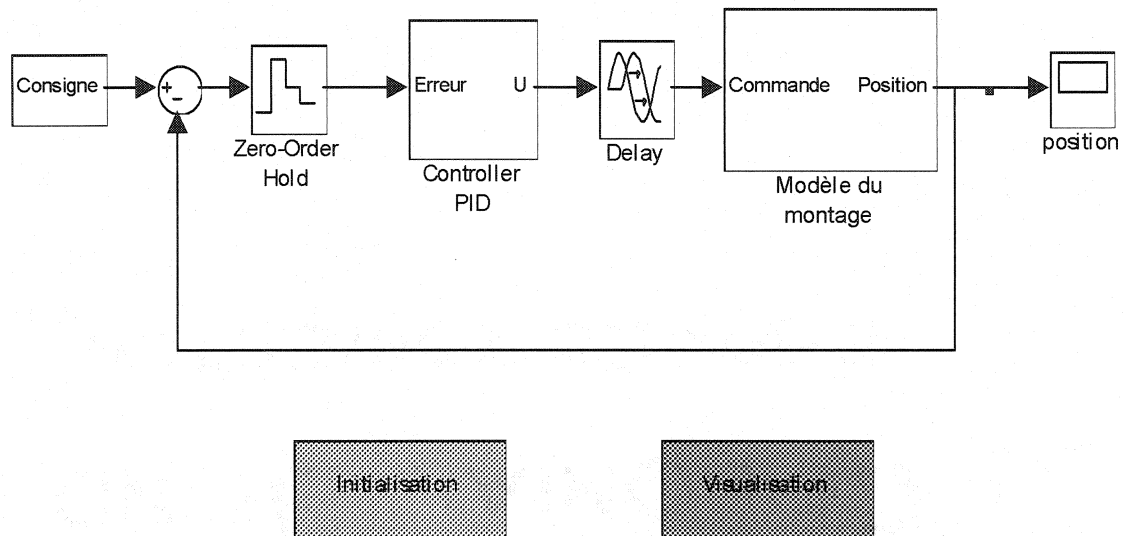 Consigne
+
−
Zero-Order
Hold
Erreur U
Controller
PID
Delay
Commande Position
Modèle du
montage
position
Initialisation
Visualisation